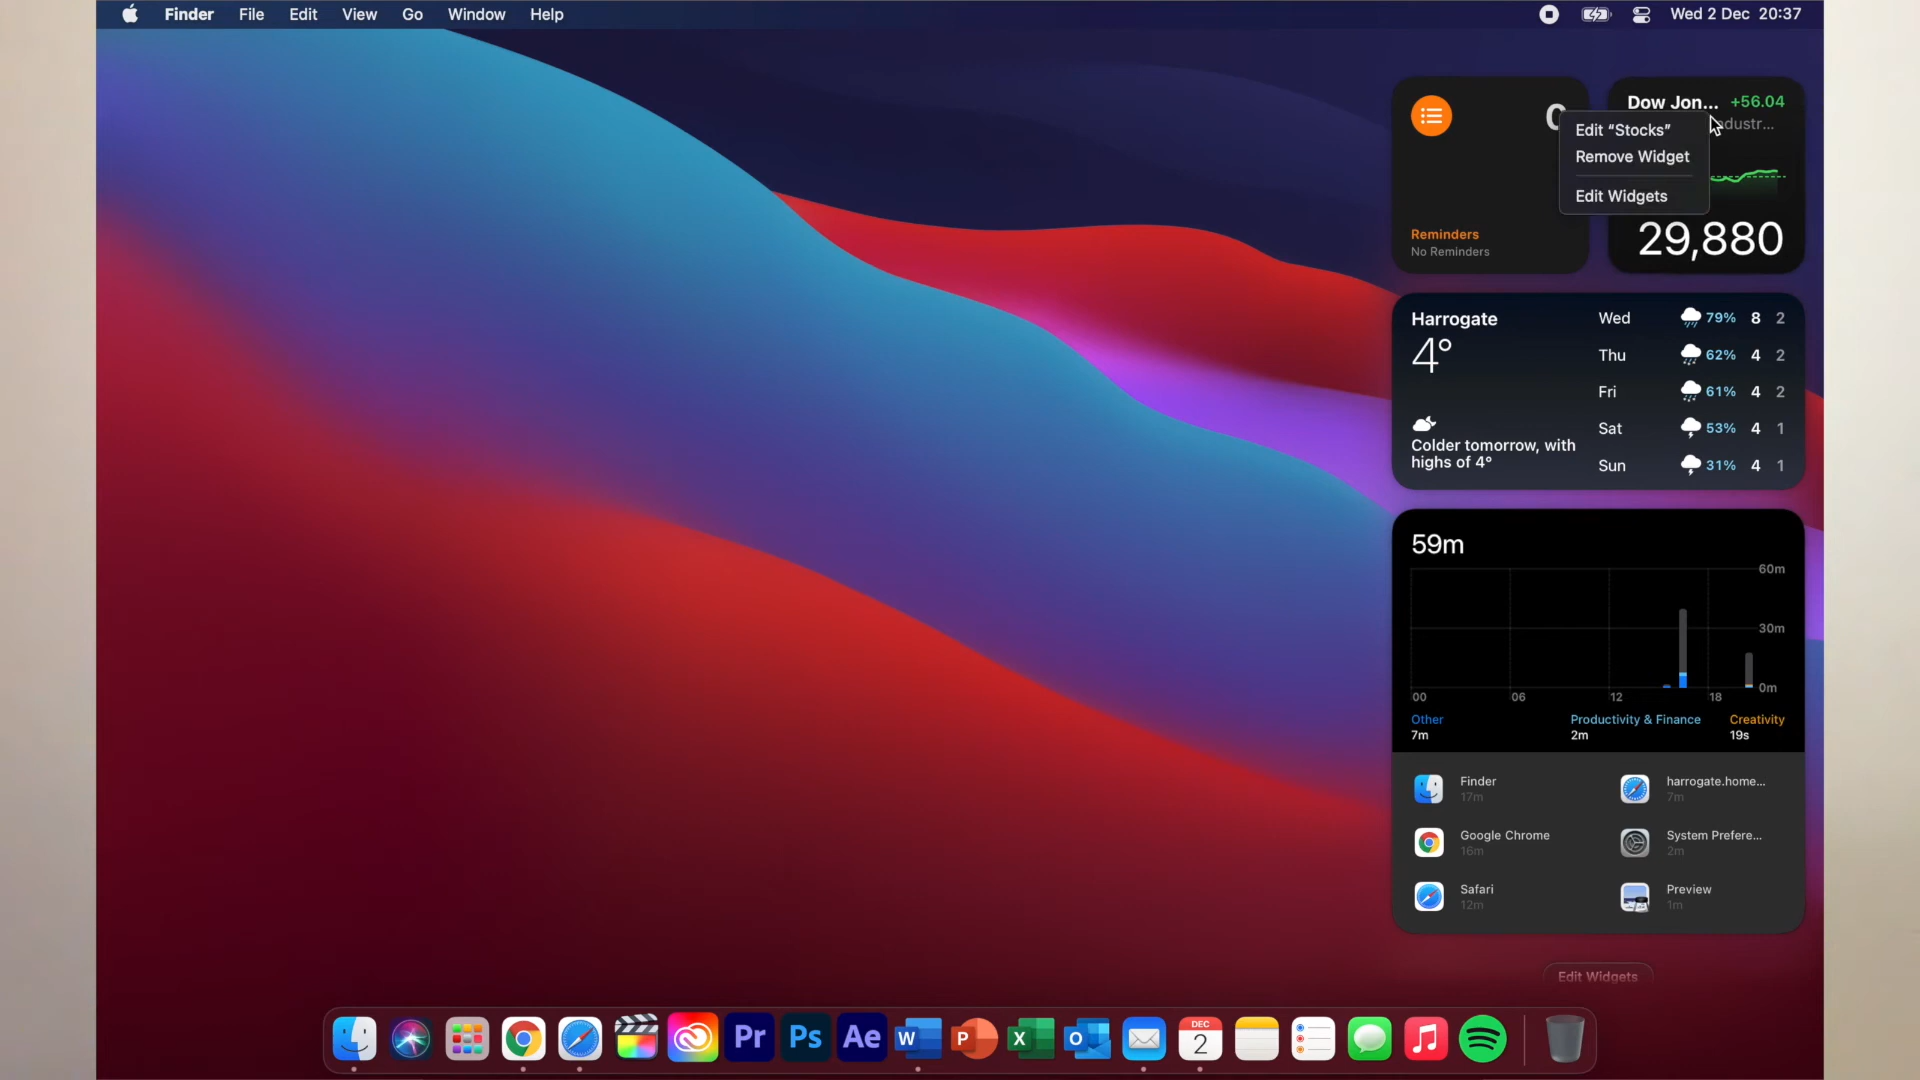 Finder File Edit View Go Window Help
Wed 2 Dec 20:37
0
Reminders
No Reminders
Dow Jon... +56.04
dustr...
29,880
Edit “Stocks”
Remove Widget
Edit Widgets
Harrogate
4°
Colder tomorrow, with
highs of 4°
Wed 79% 8 2
Thu 62% 4 2
Fri 61% 4 2
Sat 53% 4 1
Sun 31% 4 1
59m
60m
30m
0m
00 06 12 18
Other Productivity & Finance Creativity
7m 2m 19s
Finder
17m
harrogate.home...
7m
Google Chrome
16m
System Prefere...
2m
Safari
12m
Preview
1m
Edit Widgets
Pr Ps Ae W P X O
DEC
2